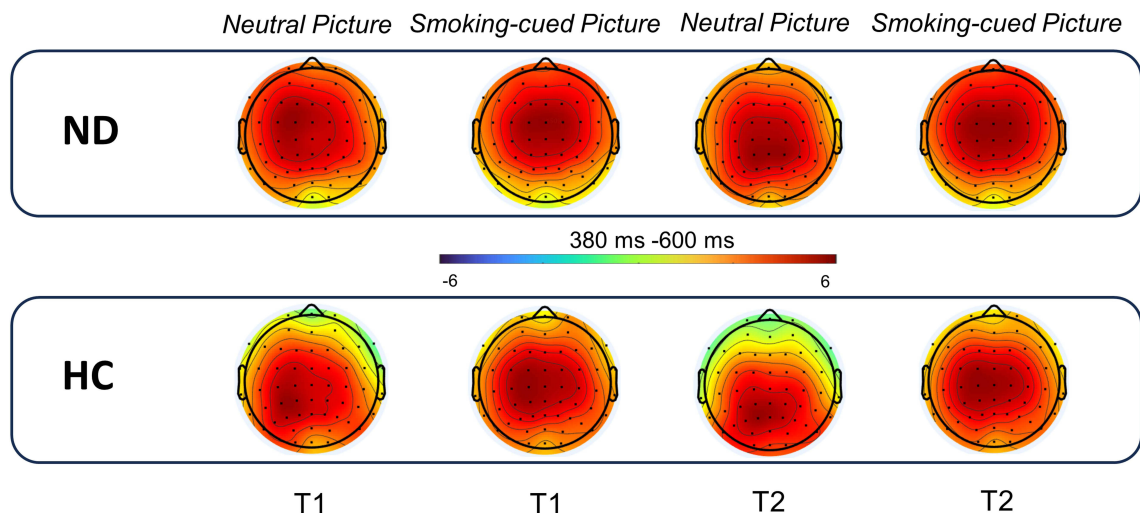 Neutral Picture Smoking-cued Picture Neutral Picture Smoking-cued Picture
ND
380 ms -600 ms
-6 6
HC
T1 T1 T2 T2